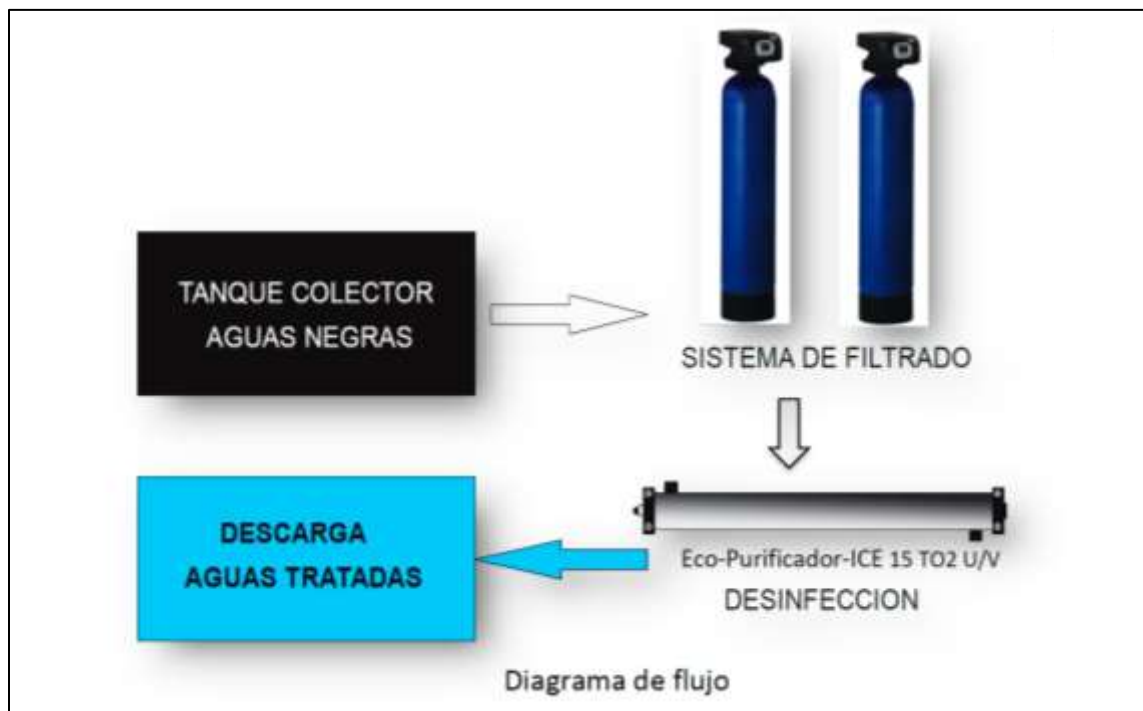 TANQUE COLECTOR
AGUAS NEGRAS
SISTEMA DE FILTRADO
Eco-Purificador-ICE 15 TO2 U/V
DESINFECCION
DESCARGA
AGUAS TRATADAS
Diagrama de flujo